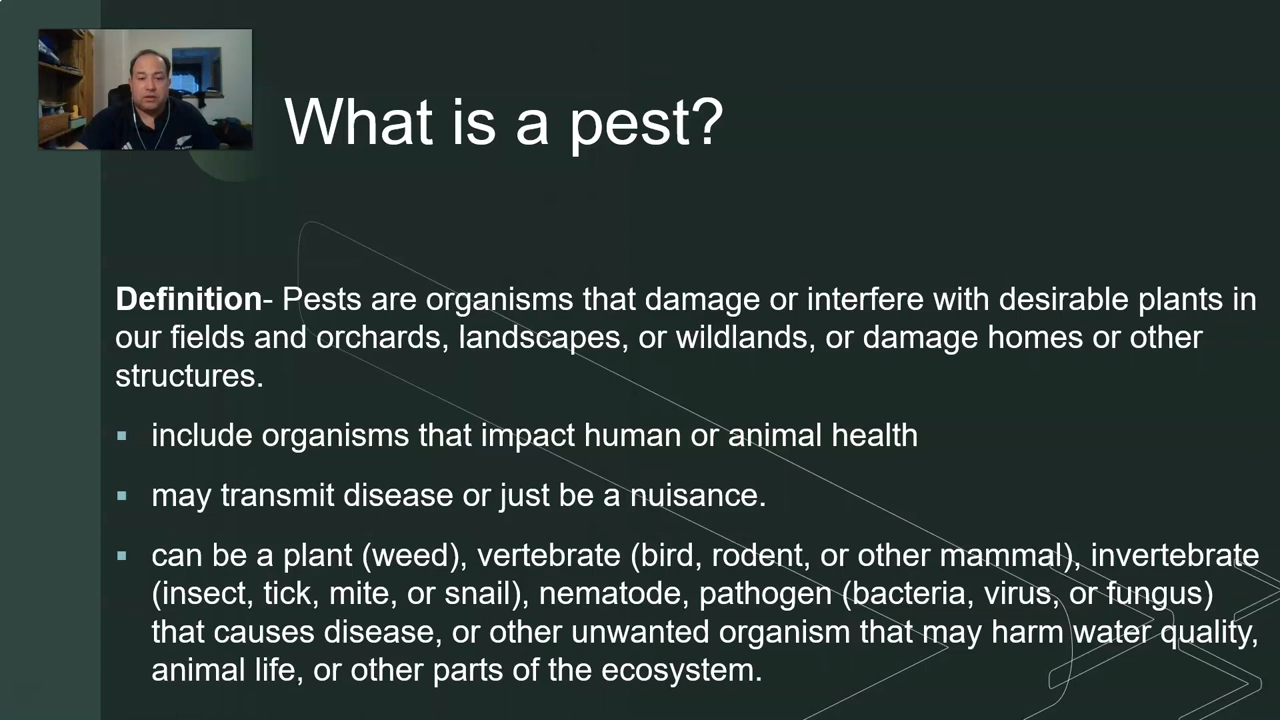 What is a pest?
Definition- Pests are organisms that damage or interfere with desirable plants in
our fields and orchards, landscapes, or wildlands, or damage homes or other
structures.
▪ include organisms that impact human or animal health
▪ may transmit disease or just be a nuisance.
▪ can be a plant (weed), vertebrate (bird, rodent, or other mammal), invertebrate
(insect, tick, mite, or snail), nematode, pathogen (bacteria, virus, or fungus)
that causes disease, or other unwanted organism that may harm water quality,
animal life, or other parts of the ecosystem.